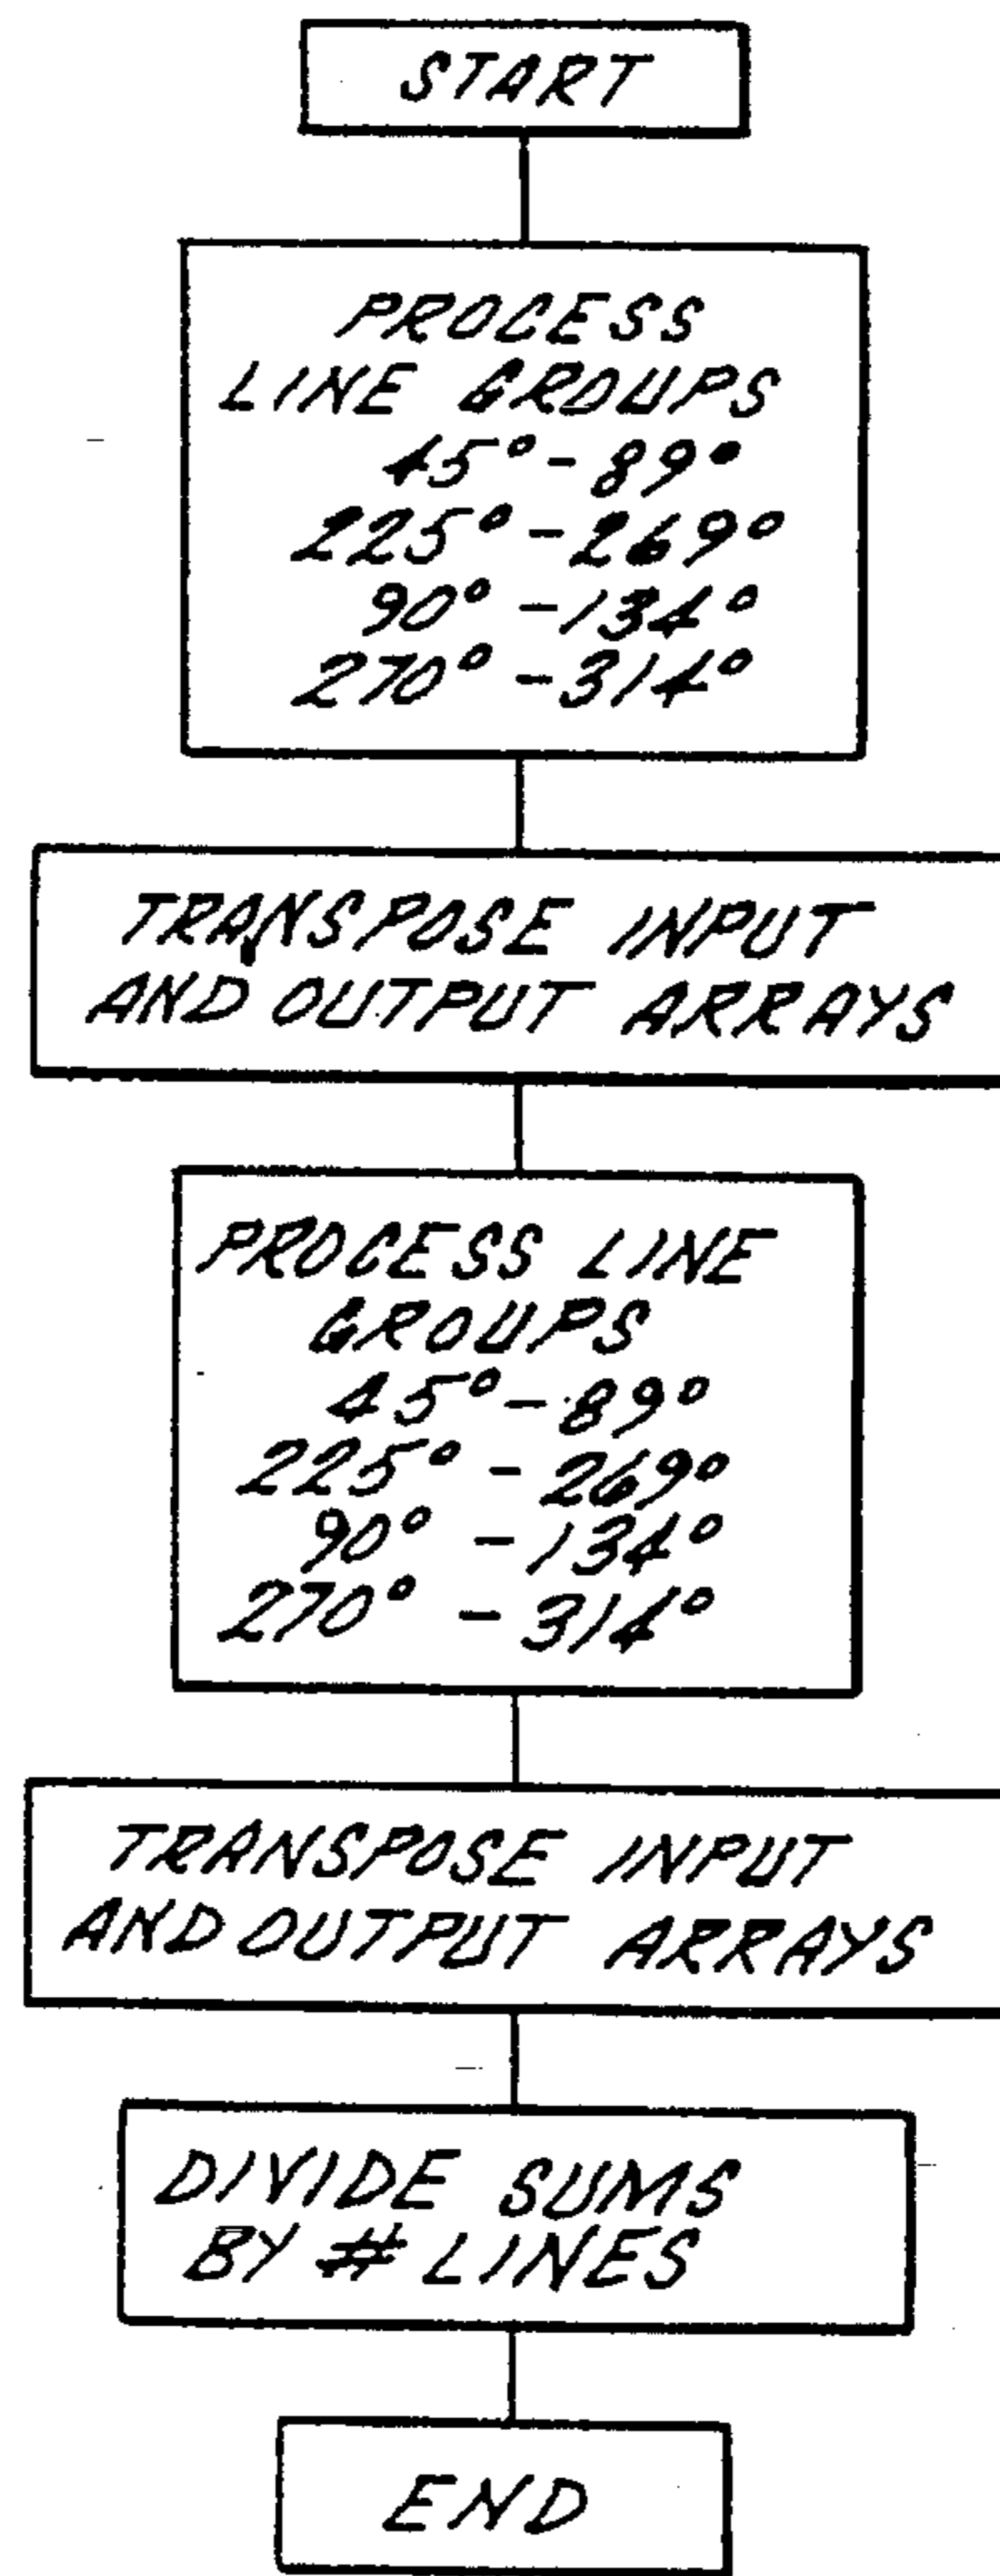 START
PROCESS
LINE GROUPS
45°-89°
225°-269°
90°-134°
270°-314°
TRANSPOSE INPUT
AND OUTPUT ARRAYS
PROCESS LINE
GROUPS
45°-89°
225°-269°
90°-134°
270°-314°
TRANSPOSE INPUT
AND OUTPUT ARRAYS
DIVIDE SUMS
BY # LINES
END